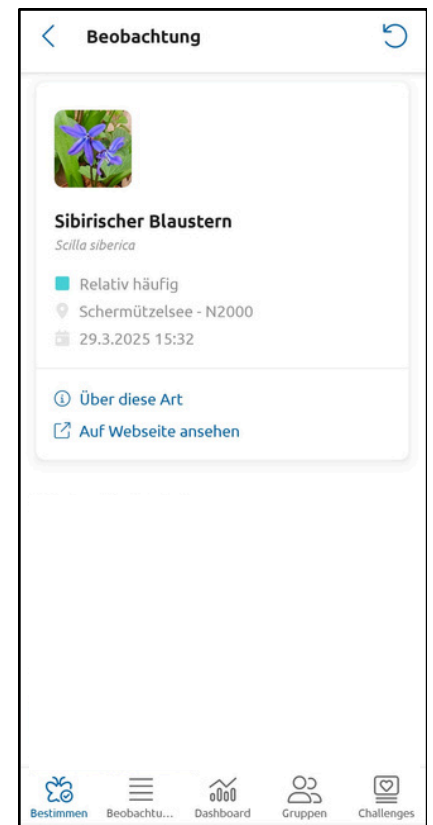 Beobachtung
Sibirischer Blaustern
Scilla siberica
Relativ häufig
Schermützelsee - N2000
29.3.2025 15:32
Über diese Art
Auf Webseite ansehen
Bestimmen Beobachtu... Dashboard Gruppen Challenges